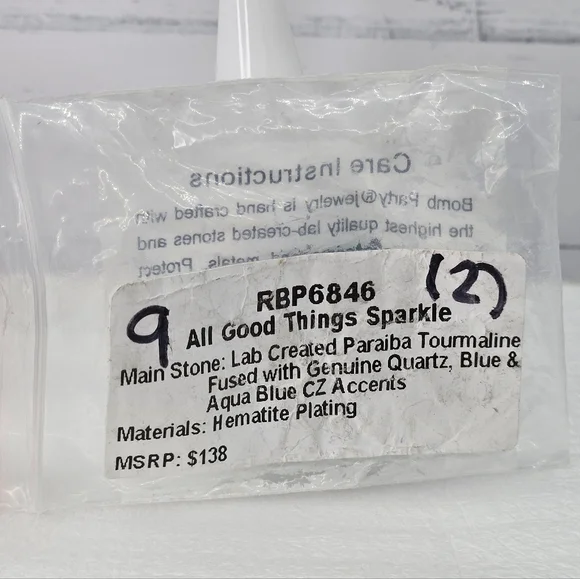 Care Instructions
Bomb Party® jewelry is hand crafted with
the highest quality lab-created stones and
metals. Protect
RBP6846 (2)
9 All Good Things Sparkle
Main Stone: Lab Created Paraiba Tourmaline
Fused with Genuine Quartz, Blue &
Aqua Blue CZ Accents
Materials: Hematite Plating
MSRP: $138